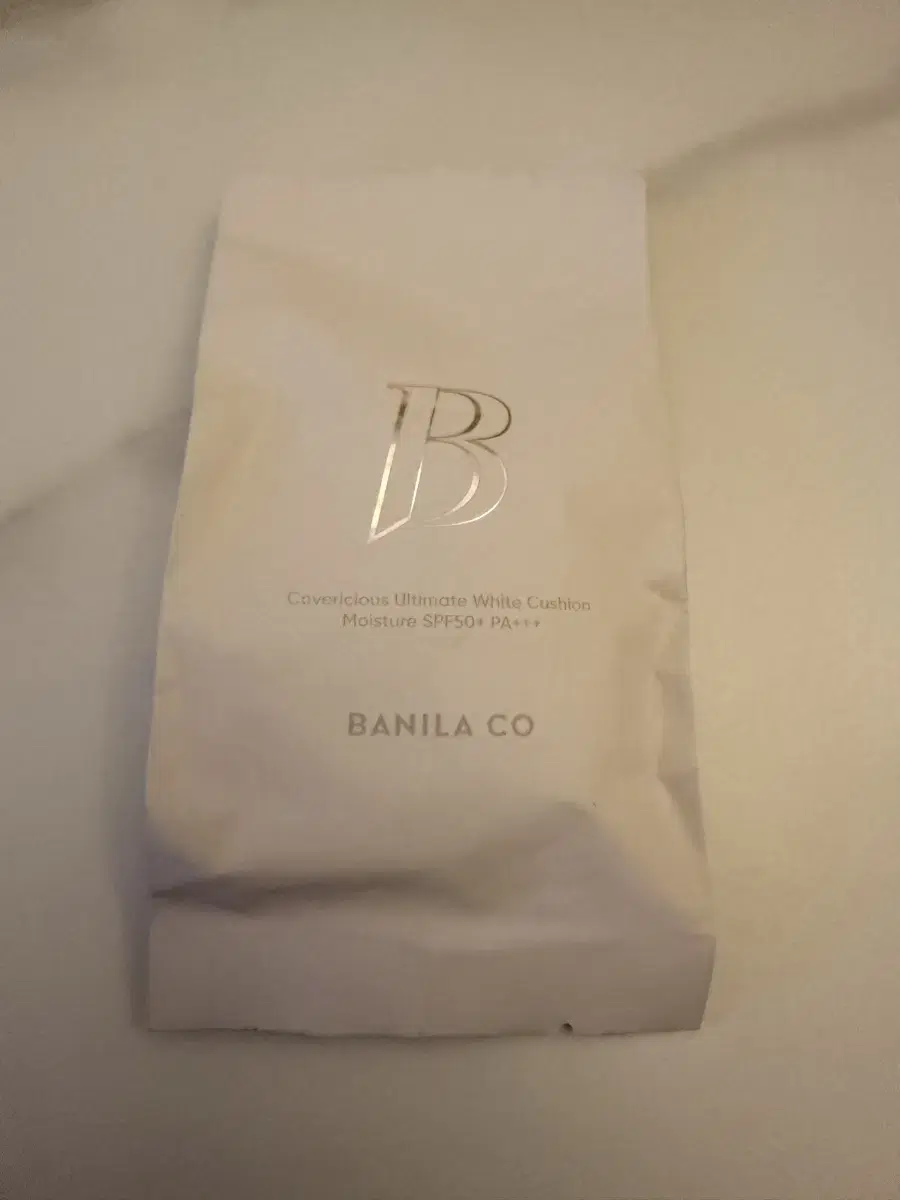 B
Covericious Ultimate White Cushion
Moisture SPF50+ PA+++
BANILA CO